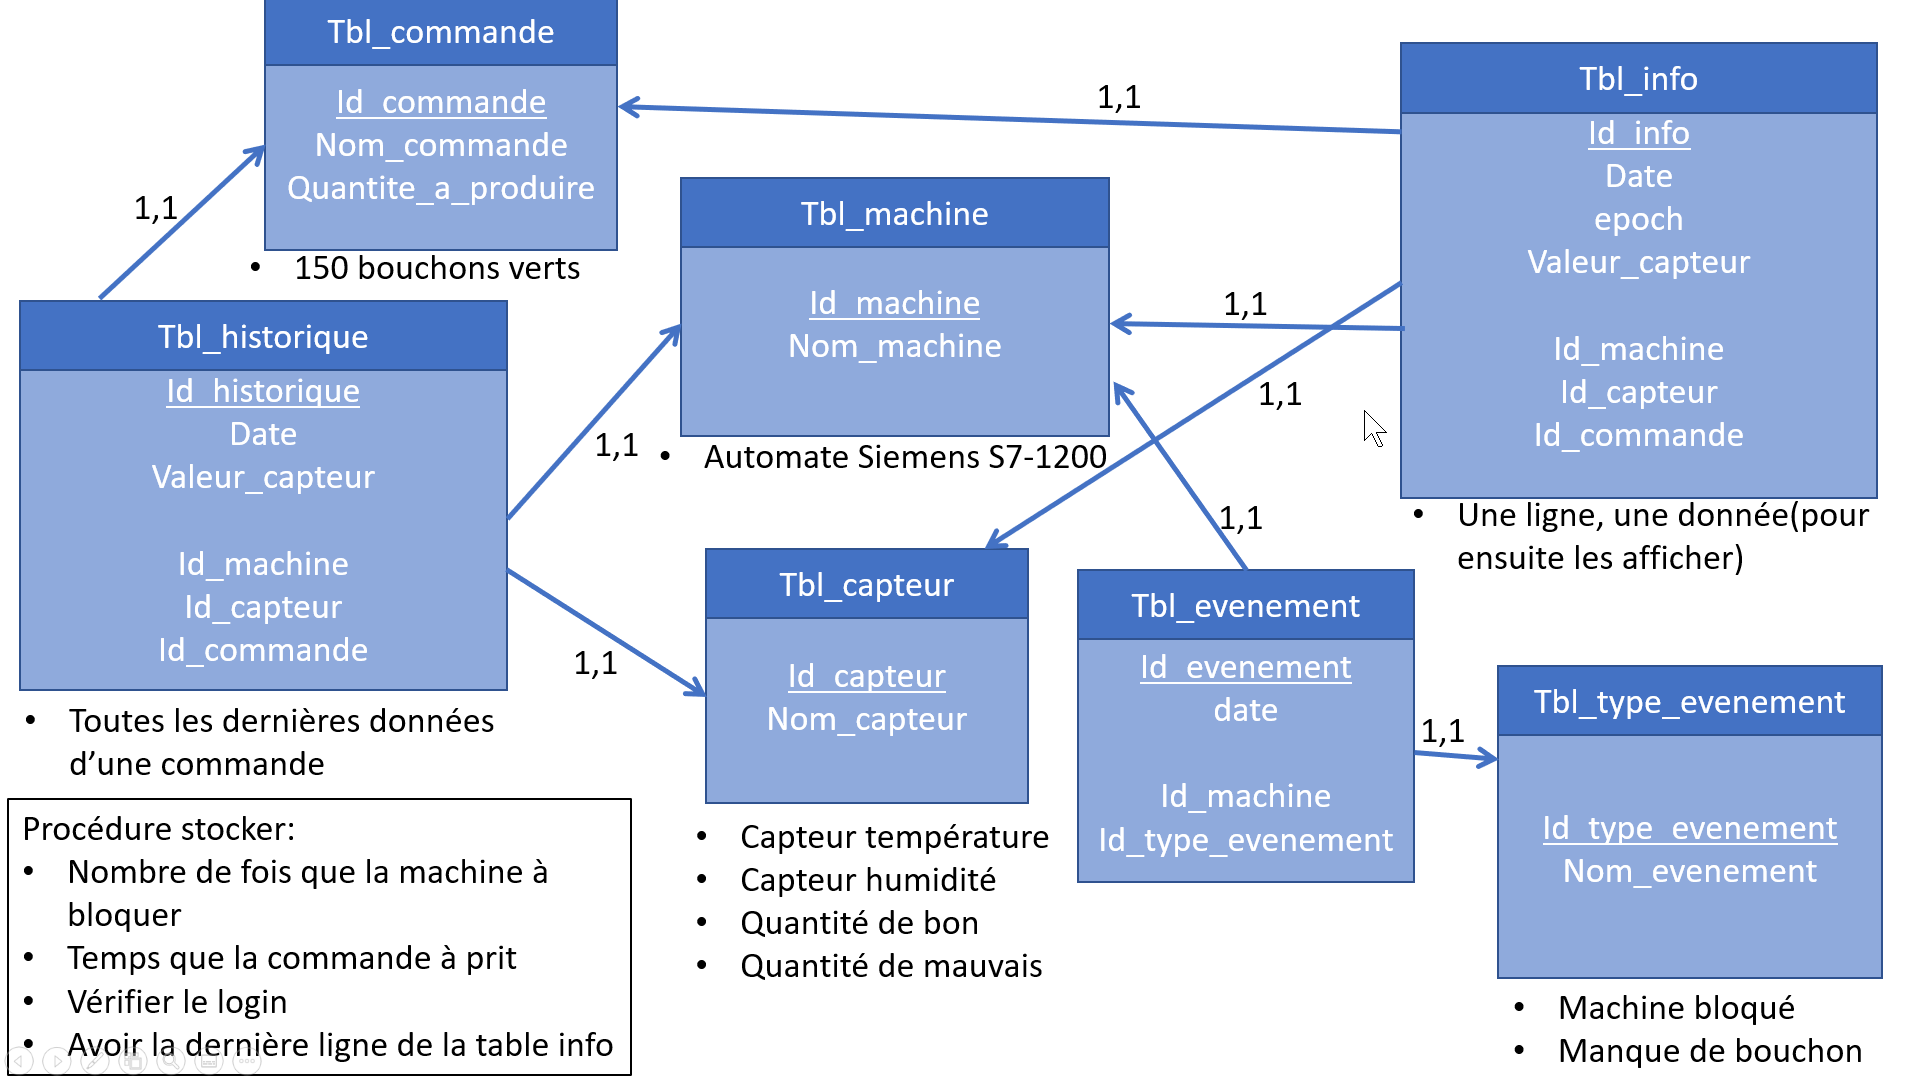 Tbl_commande
Id_commande
Nom_commande
Quantite_a_produire
• 150 bouchons verts
1,1
1,1
Tbl_info
Id_info
Date
epoch
Valeur_capteur
Id_machine
Id_capteur
Id_commande
• Une ligne, une donnée(pour
ensuite les afficher)
Tbl_machine
Id_machine
Nom_machine
• Automate Siemens S7-1200
1,1
1,1
1,1
1,1
Tbl_historique
Id_historique
Date
Valeur_capteur
Id_machine
Id_capteur
Id_commande
• Toutes les dernières données
d’une commande
1,1
Tbl_capteur
Id_capteur
Nom_capteur
• Capteur température
• Capteur humidité
• Quantité de bon
• Quantité de mauvais
Tbl_evenement
Id_evenement
date
Id_machine
Id_type_evenement
1,1
Tbl_type_evenement
Id_type_evenement
Nom_evenement
• Machine bloqué
• Manque de bouchon
Procédure stocker:
• Nombre de fois que la machine à
bloquer
• Temps que la commande à prit
• Vérifier le login
• Avoir la dernière ligne de la table info